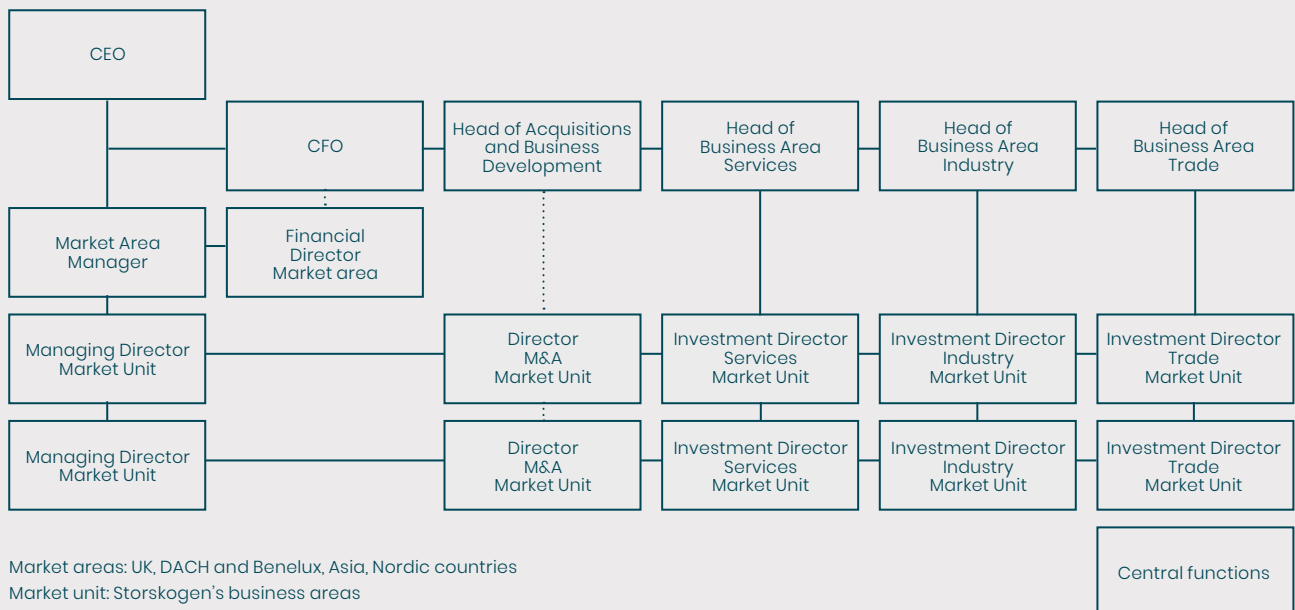 CEO
CFO
Head of Acquisitions
and Business
Development
Head of
Business Area
Services
Head of
Business Area
Industry
Head of
Business Area
Trade
Market Area
Manager
Financial
Director
Market area
Managing Director
Market Unit
Director
M&A
Market Unit
Investment Director
Services
Market Unit
Investment Director
Industry
Market Unit
Investment Director
Trade
Market Unit
Managing Director
Market Unit
Director
M&A
Market Unit
Investment Director
Services
Market Unit
Investment Director
Industry
Market Unit
Investment Director
Trade
Market Unit
Market areas: UK, DACH and Benelux, Asia, Nordic countries
Market unit: Storskogen’s business areas
Central functions